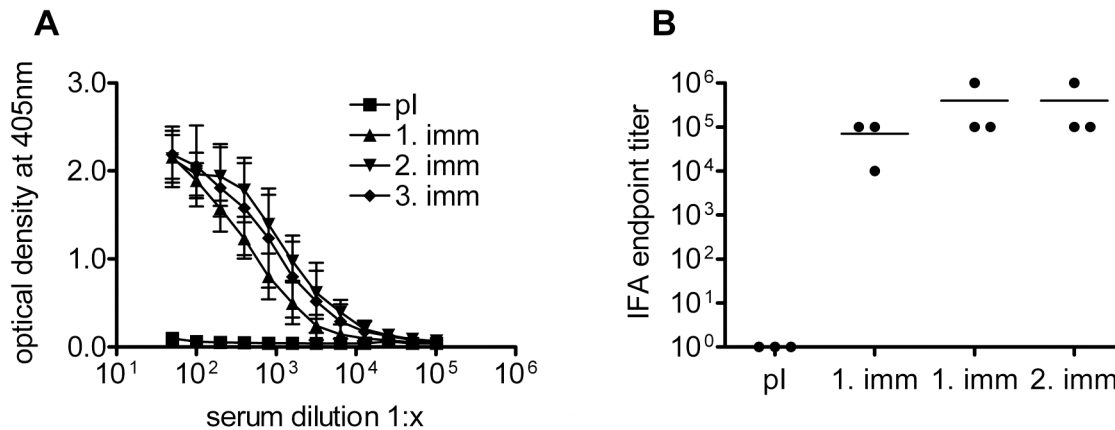 A
optical density at 405nm
3.0
2.0
1.0
0.0
10¹ 10² 10³ 10⁴ 10⁵ 10⁶
serum dilution 1:x
pI
1. imm
2. imm
3. imm
B
IFA endpoint titer
10⁶
10⁵
10⁴
10³
10²
10¹
10⁰
pI 1. imm 1. imm 2. imm